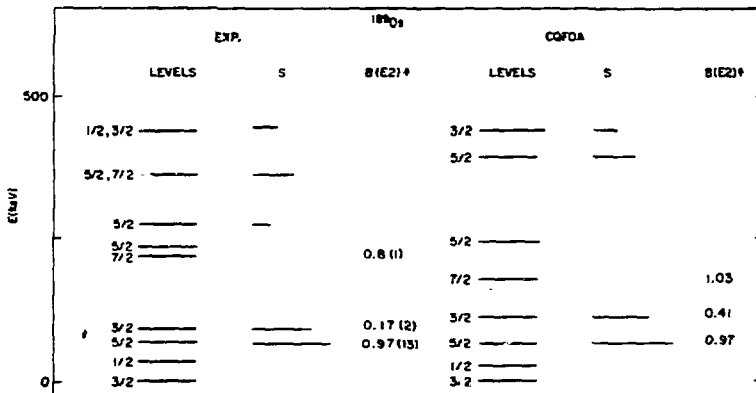 189Os
EXP. CQFDA
LEVELS S B(E2)↑ LEVELS S B(E2)↑
500
1/2,3/2 3/2
5/2
5/2,7/2
E(keV)
5/2
5/2 5/2
7/2 0.8(1)
7/2 1.03
3/2 0.41
3/2 0.17(2)
5/2 0.97(13) 5/2 0.97
1/2 1/2
0 3/2 3/2